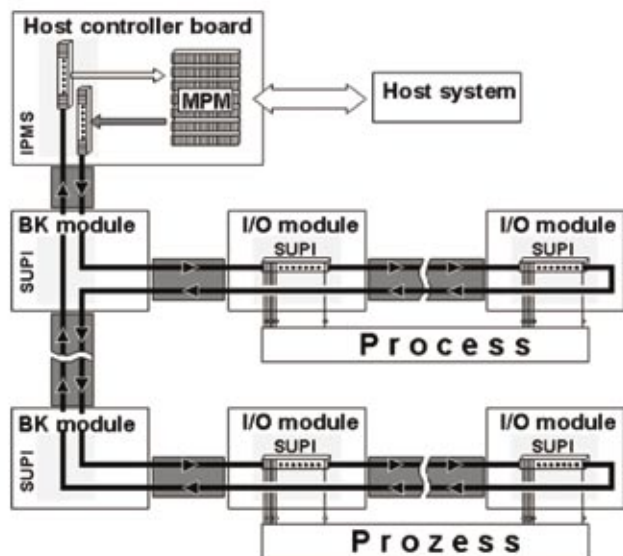 Host controller board
MPM
IPMS
Host system
BK module
SUPI
I/O module
SUPI
I/O module
SUPI
Process
BK module
SUPI
I/O module
SUPI
I/O module
SUPI
Prozess